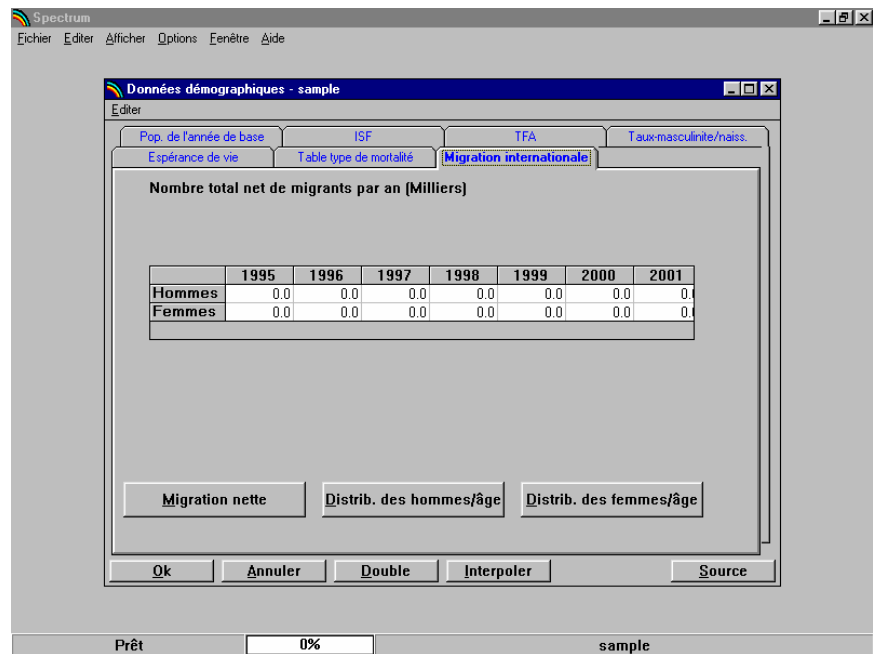 Spectrum
Fichier Editer Afficher Options Fenêtre Aide
Données démographiques - sample
Editer
Pop. de l'année de base ISF TFA Taux-masculinite/naiss.
Espérance de vie Table type de mortalité Migration internationale
Nombre total net de migrants par an (Milliers)
1995 1996 1997 1998 1999 2000 2001
Hommes 0.0 0.0 0.0 0.0 0.0 0.0 0.
Femmes 0.0 0.0 0.0 0.0 0.0 0.0 0.
Migration nette Distrib. des hommes/âge Distrib. des femmes/âge
Ok Annuler Double Interpoler Source
Prêt 0% sample